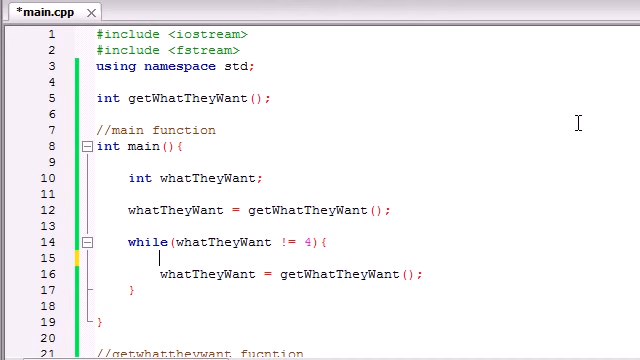 *main.cpp
1 #include <iostream>
2 #include <fstream>
3 using namespace std;
4
5 int getWhatTheyWant();
6
7 //main function
8 int main(){
9
10 int whatTheyWant;
11
12 whatTheyWant = getWhatTheyWant();
13
14 while(whatTheyWant != 4){
15
16 whatTheyWant = getWhatTheyWant();
17 }
18
19 }
20
21 //getwhattheywant fucntion